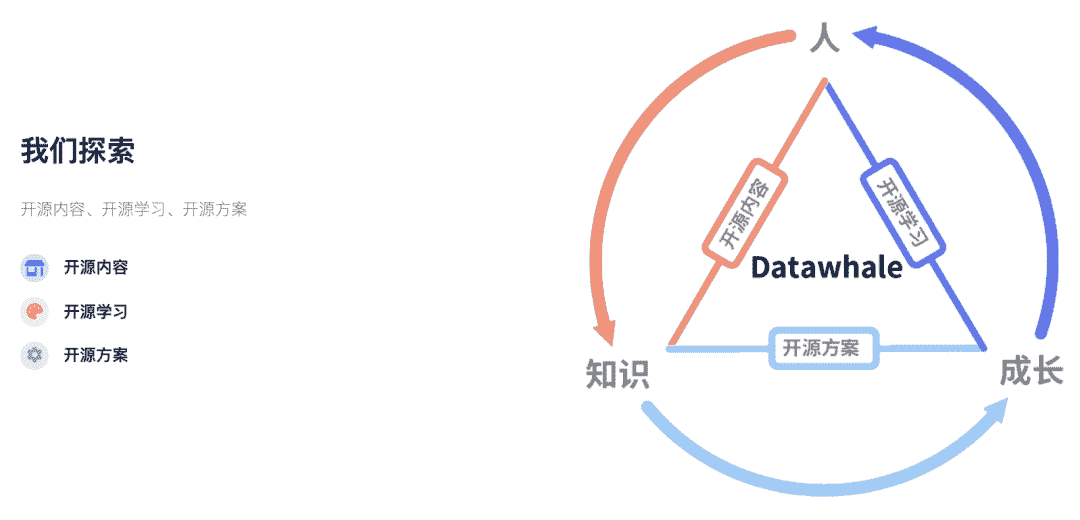 我们探索
开源内容、开源学习、开源方案
开源内容
开源学习
开源方案
人
开源内容
开源学习
Datawhale
开源方案
知识
成长